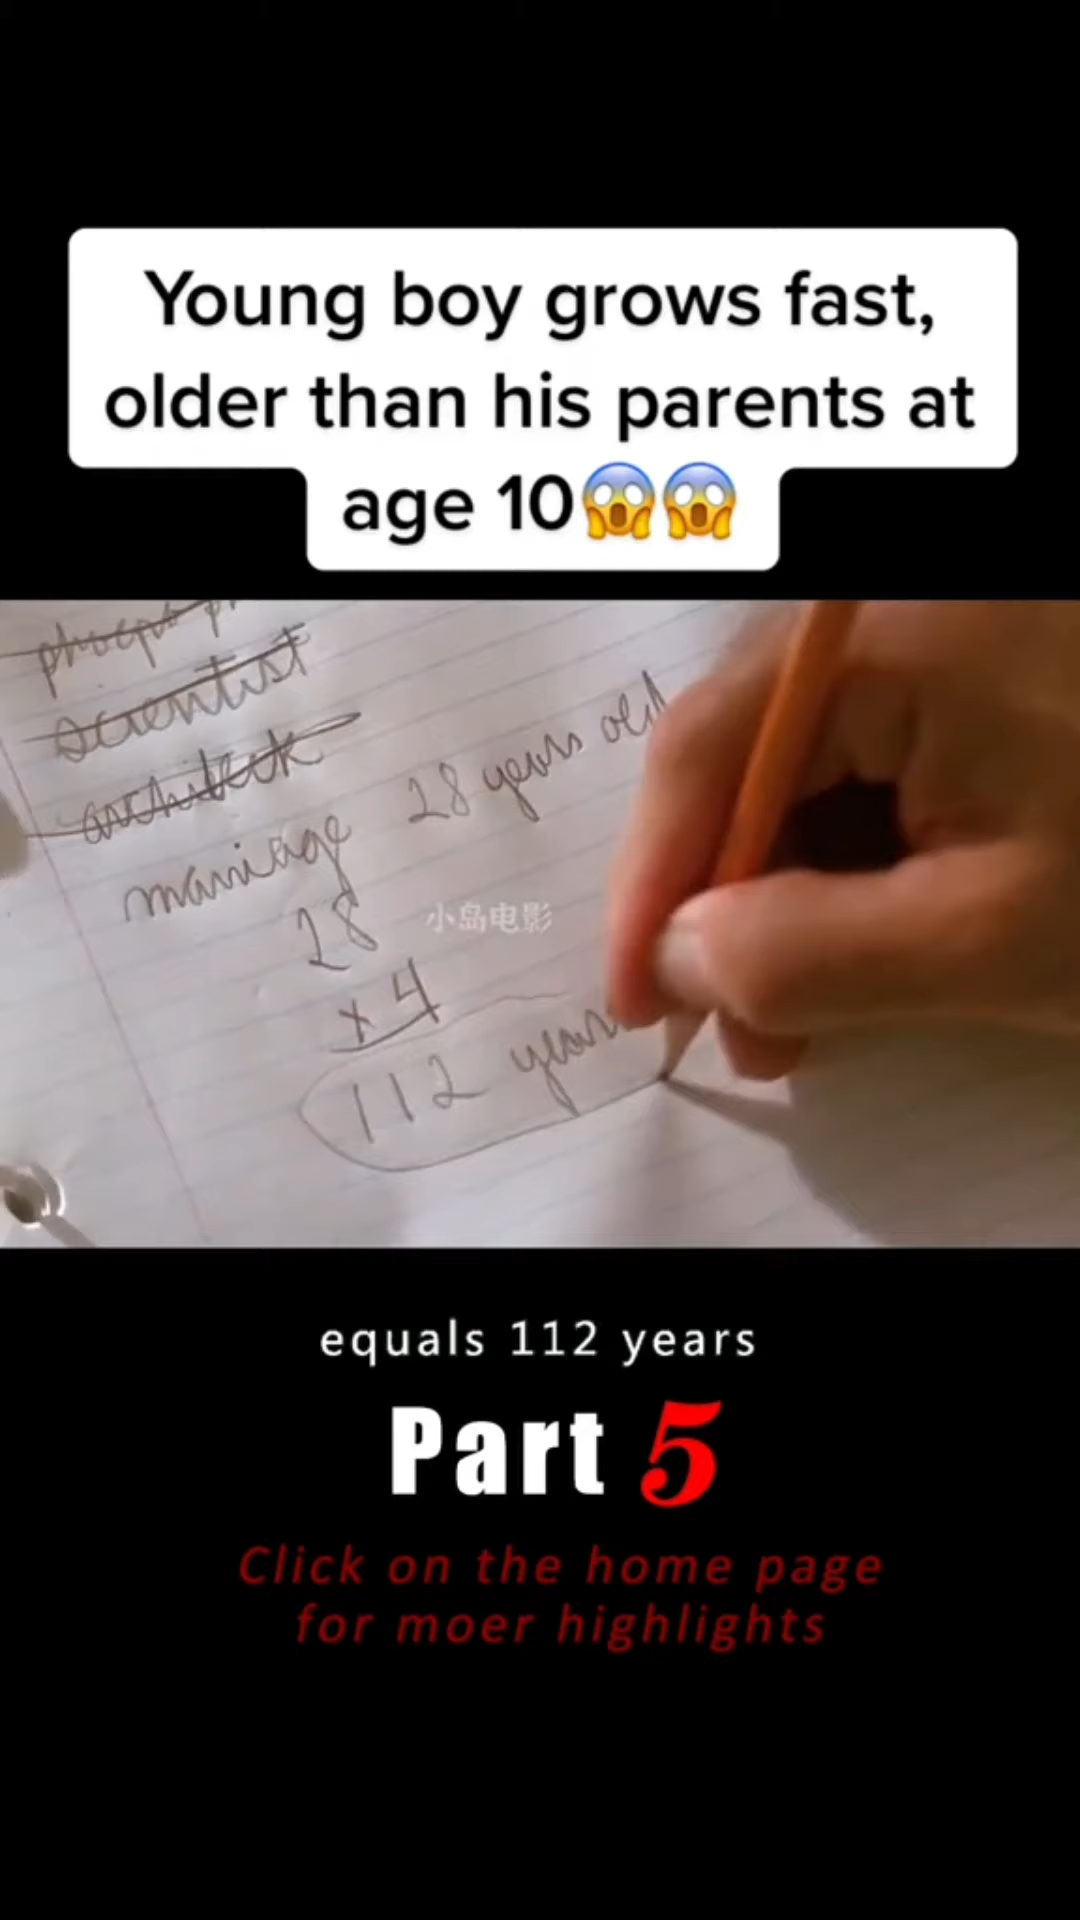 Young boy grows fast,
older than his parents at
age 10😱😱
scientist
architeck
marriage 28 years old
28
小岛电影
x 4
112 years
equals 112 years
Part 5
Click on the home page
for moer highlights